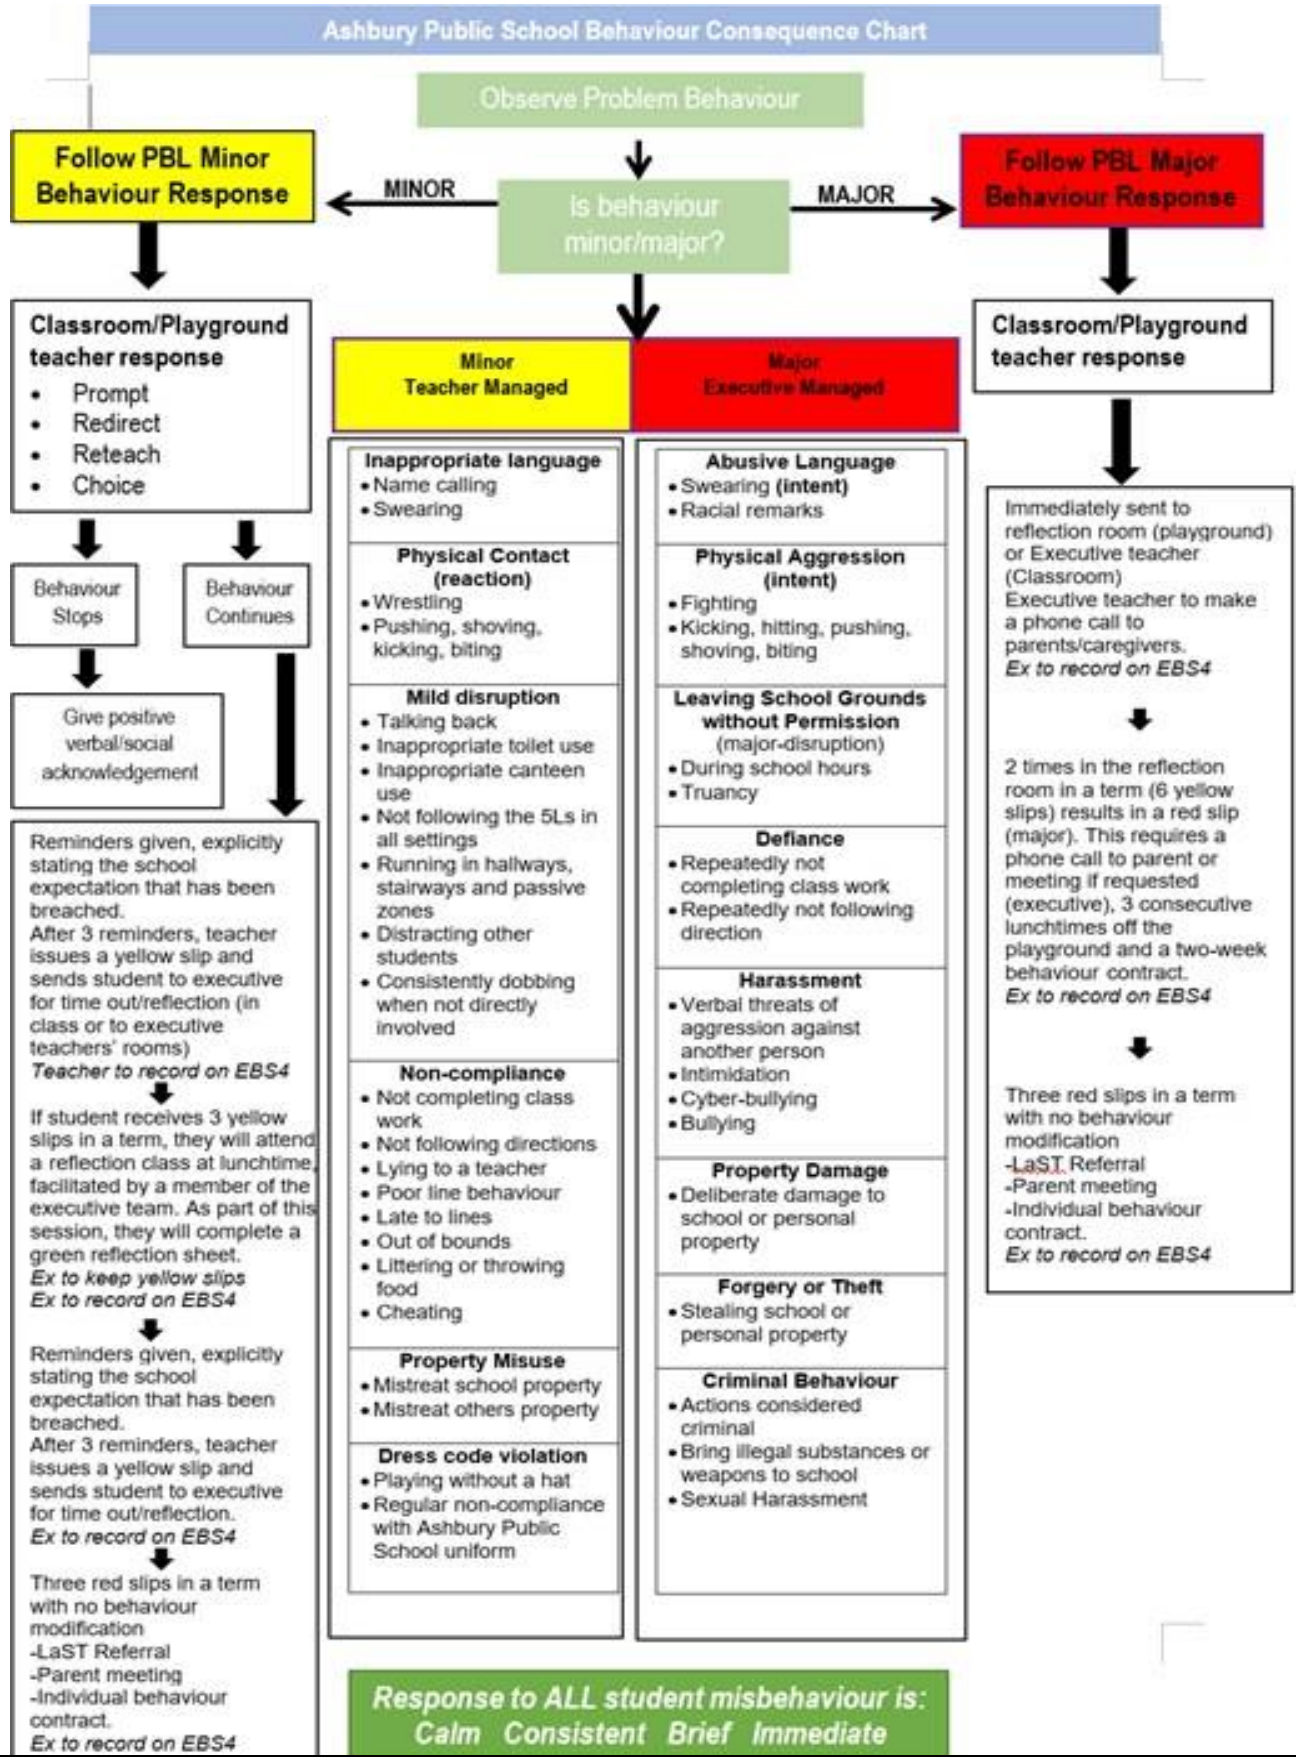 Ashbury Public School Behaviour Consequence Chart
Observe Problem Behaviour
Is behaviour
minor/major?
MINOR
MAJOR
Follow PBL Minor
Behaviour Response
Classroom/Playground
teacher response
• Prompt
• Redirect
• Reteach
• Choice
Behaviour
Stops
Behaviour
Continues
Give positive
verbal/social
acknowledgement
Reminders given, explicitly
stating the school
expectation that has been
breached.
After 3 reminders, teacher
issues a yellow slip and
sends student to executive
for time out/reflection (in
class or to executive
teachers' rooms)
Teacher to record on EBS4
If student receives 3 yellow
slips in a term, they will attend
a reflection class at lunchtime,
facilitated by a member of the
executive team. As part of this
session, they will complete a
green reflection sheet.
Ex to keep yellow slips
Ex to record on EBS4
Reminders given, explicitly
stating the school
expectation that has been
breached.
After 3 reminders, teacher
issues a yellow slip and
sends student to executive
for time out/reflection.
Ex to record on EBS4
Three red slips in a term
with no behaviour
modification
-LaST Referral
-Parent meeting
-Individual behaviour
contract.
Ex to record on EBS4
Minor
Teacher Managed
Inappropriate language
• Name calling
• Swearing
Physical Contact
(reaction)
• Wrestling
• Pushing, shoving,
kicking, biting
Mild disruption
• Talking back
• Inappropriate toilet use
• Inappropriate canteen
use
• Not following the 5Ls in
all settings
• Running in hallways,
stairways and passive
zones
• Distracting other
students
• Consistently dobbing
when not directly
involved
Non-compliance
• Not completing class
work
• Not following directions
• Lying to a teacher
• Poor line behaviour
• Late to lines
• Out of bounds
• Littering or throwing
food
• Cheating
Property Misuse
• Mistreat school property
• Mistreat others property
Dress code violation
• Playing without a hat
• Regular non-compliance
with Ashbury Public
School uniform
Major
Executive Managed
Abusive Language
• Swearing (intent)
• Racial remarks
Physical Aggression
(intent)
• Fighting
• Kicking, hitting, pushing,
shoving, biting
Leaving School Grounds
without Permission
(major-disruption)
• During school hours
• Truancy
Defiance
• Repeatedly not
completing class work
• Repeatedly not following
direction
Harassment
• Verbal threats of
aggression against
another person
• Intimidation
• Cyber-bullying
• Bullying
Property Damage
• Deliberate damage to
school or personal
property
Forgery or Theft
• Stealing school or
personal property
Criminal Behaviour
• Actions considered
criminal
• Bring illegal substances or
weapons to school
• Sexual Harassment
Follow PBL Major
Behaviour Response
Classroom/Playground
teacher response
Immediately sent to
reflection room (playground)
or Executive teacher
(Classroom)
Executive teacher to make
a phone call to
parents/caregivers.
Ex to record on EBS4
2 times in the reflection
room in a term (6 yellow
slips) results in a red slip
(major). This requires a
phone call to parent or
meeting if requested
(executive), 3 consecutive
lunchtimes off the
playground and a two-week
behaviour contract.
Ex to record on EBS4
Three red slips in a term
with no behaviour
modification
-LaST Referral
-Parent meeting
-Individual behaviour
contract.
Ex to record on EBS4
Response to ALL student misbehaviour is:
Calm Consistent Brief Immediate